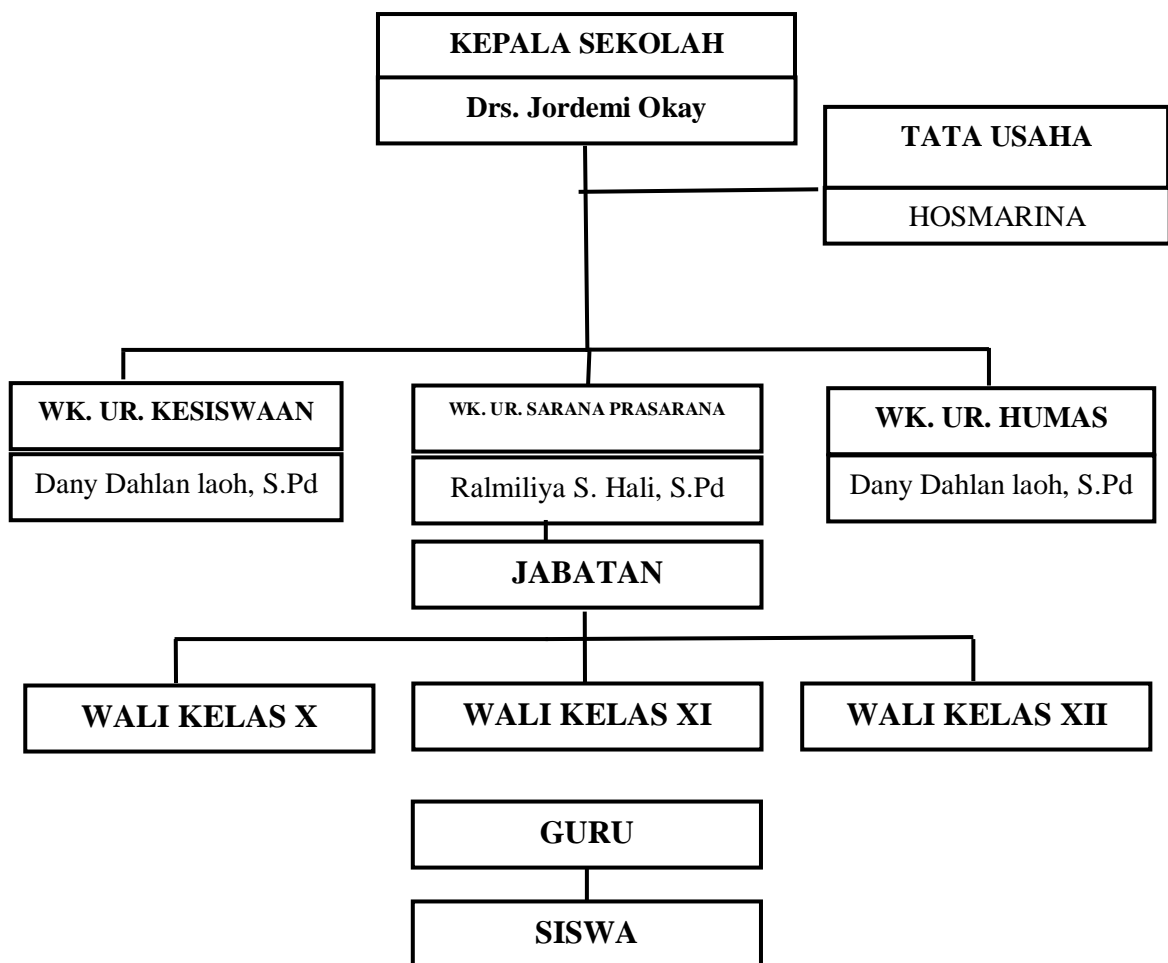 KEPALA SEKOLAH
Drs. Jordemi Okay
TATA USAHA
HOSMARINA
WK. UR. KESISWAAN
Dany Dahlan laoh, S.Pd
WK. UR. SARANA PRASARANA
Ralmiliya S. Hali, S.Pd
WK. UR. HUMAS
Dany Dahlan laoh, S.Pd
JABATAN
WALI KELAS X
WALI KELAS XI
WALI KELAS XII
GURU
SISWA